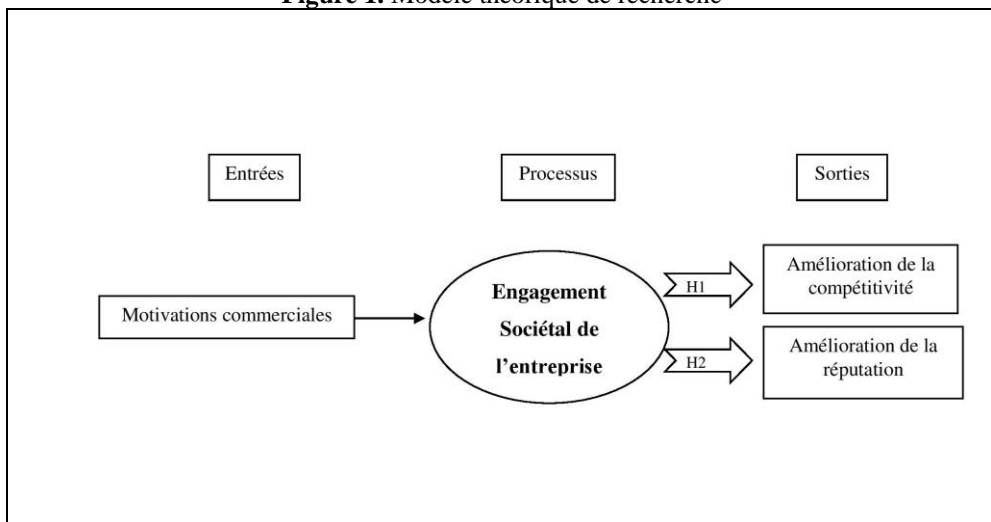 Figure 1. Modèle théorique de recherche
Entrées
Processus
Sorties
Motivations commerciales
Engagement
Sociétal de
l'entreprise
H1
Amélioration de la
compétitivité
H2
Amélioration de la
réputation